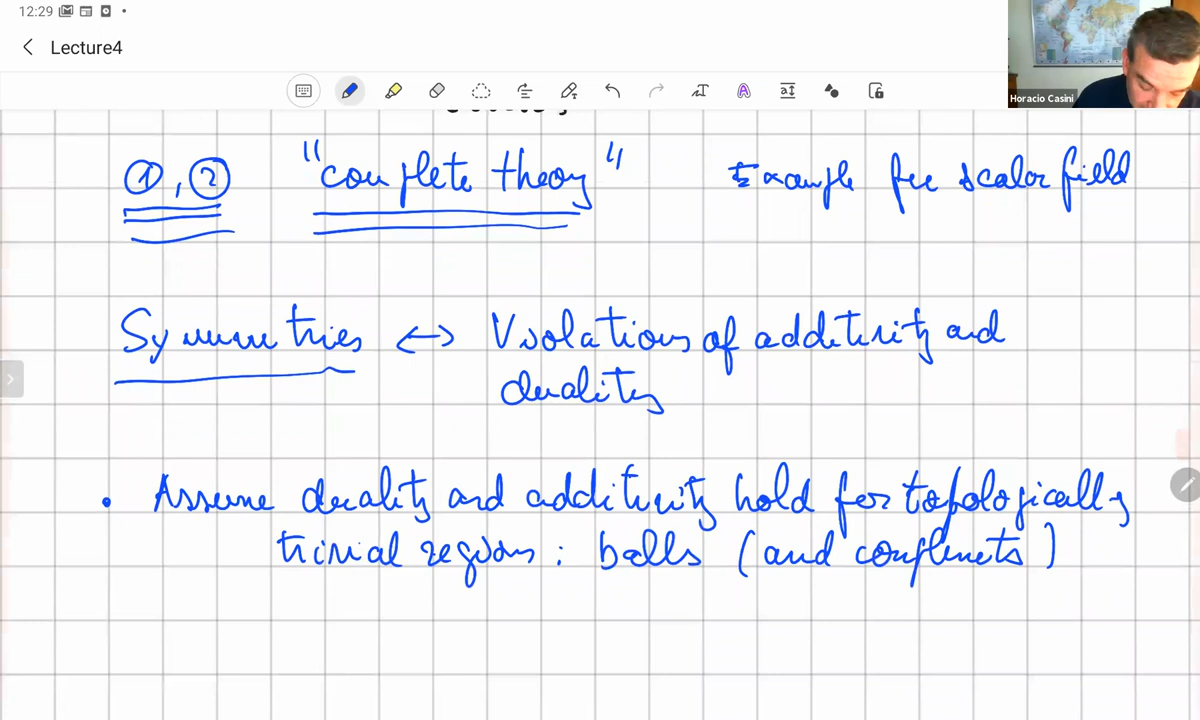 12:29
Lecture4
Horacio Casini
①, ② "complete theory" Example free scalar field
Symmetries ↔ Violations of additivity and
duality
• Assume duality and additivity hold for topologically
trivial regions : balls (and complements)